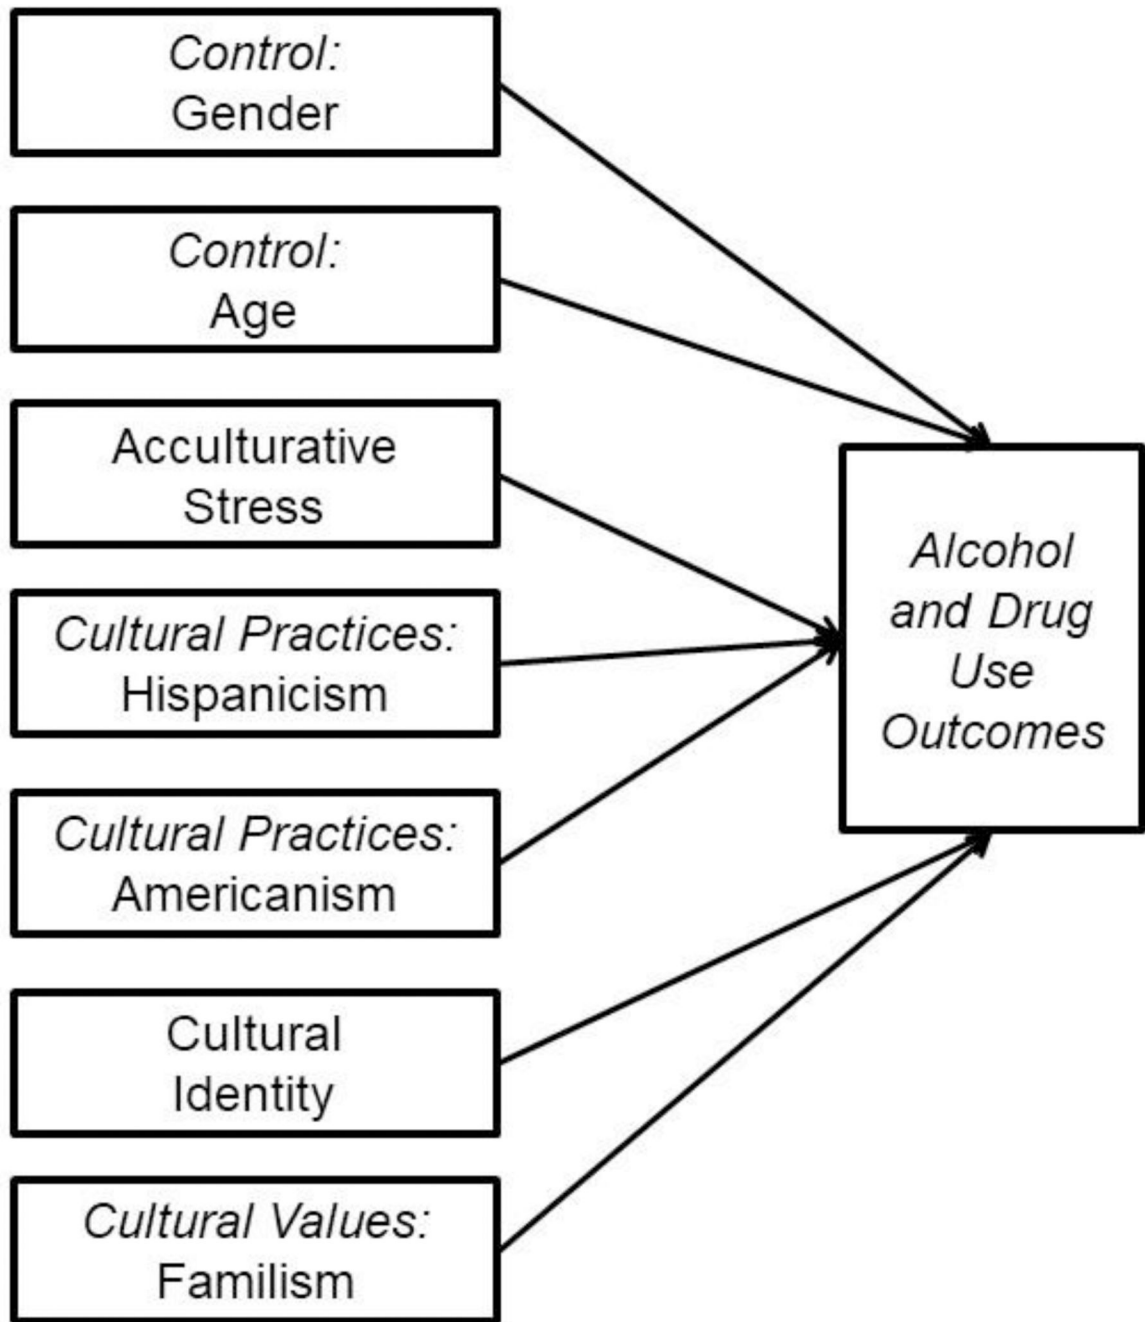 Control:
Gender
Control:
Age
Acculturative
Stress
Cultural Practices:
Hispanicism
Cultural Practices:
Americanism
Cultural
Identity
Cultural Values:
Familism
Alcohol
and Drug
Use
Outcomes